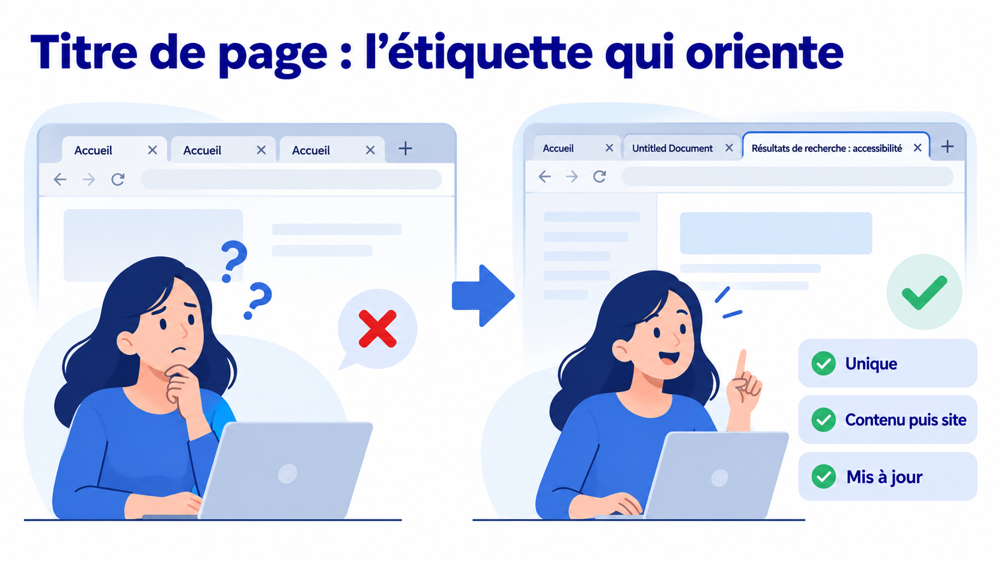 Titre de page : l’étiquette qui oriente
Accueil
Accueil
Accueil
Accueil
Untitled Document
Résultats de recherche : accessibilité
?
?
Unique
Contenu puis site
Mis à jour